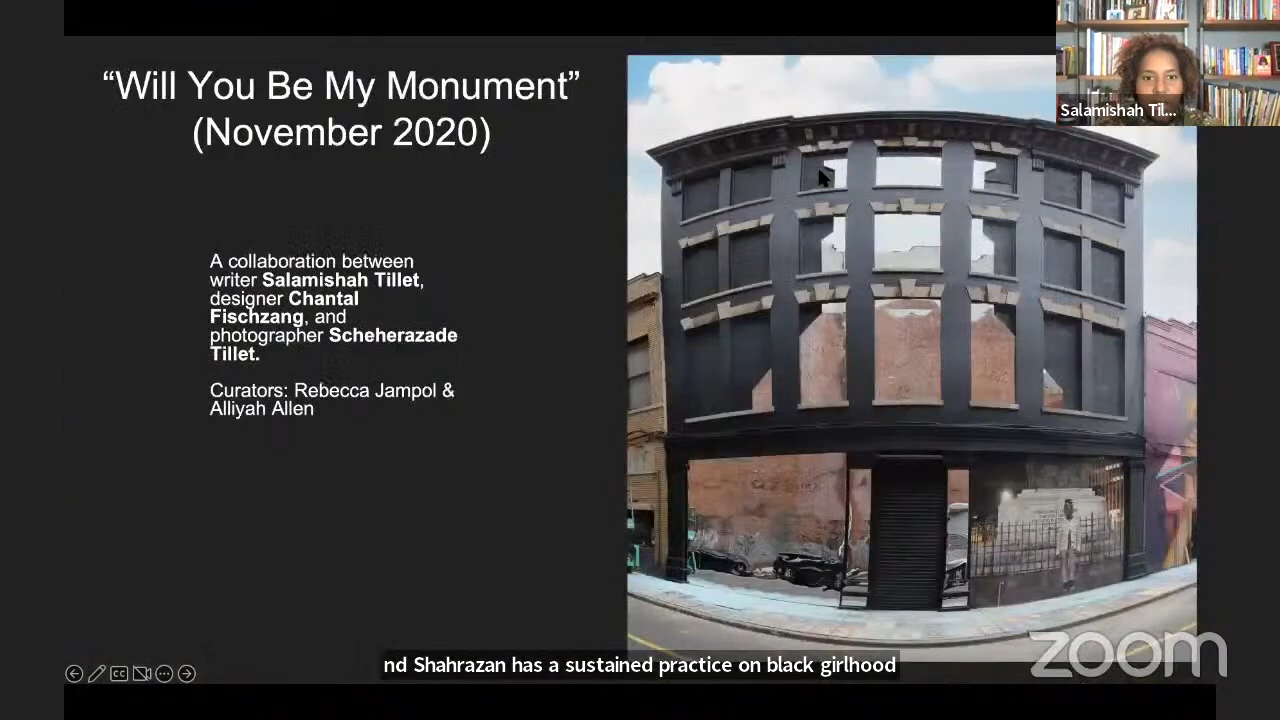 “Will You Be My Monument”
(November 2020)
Salamishah Til...
A collaboration between
writer Salamishah Tillet,
designer Chantal
Fischzang, and
photographer Scheherazade
Tillet.
Curators: Rebecca Jampol &
Alliyah Allen
zoom
nd Shahrazan has a sustained practice on black girlhood
CC